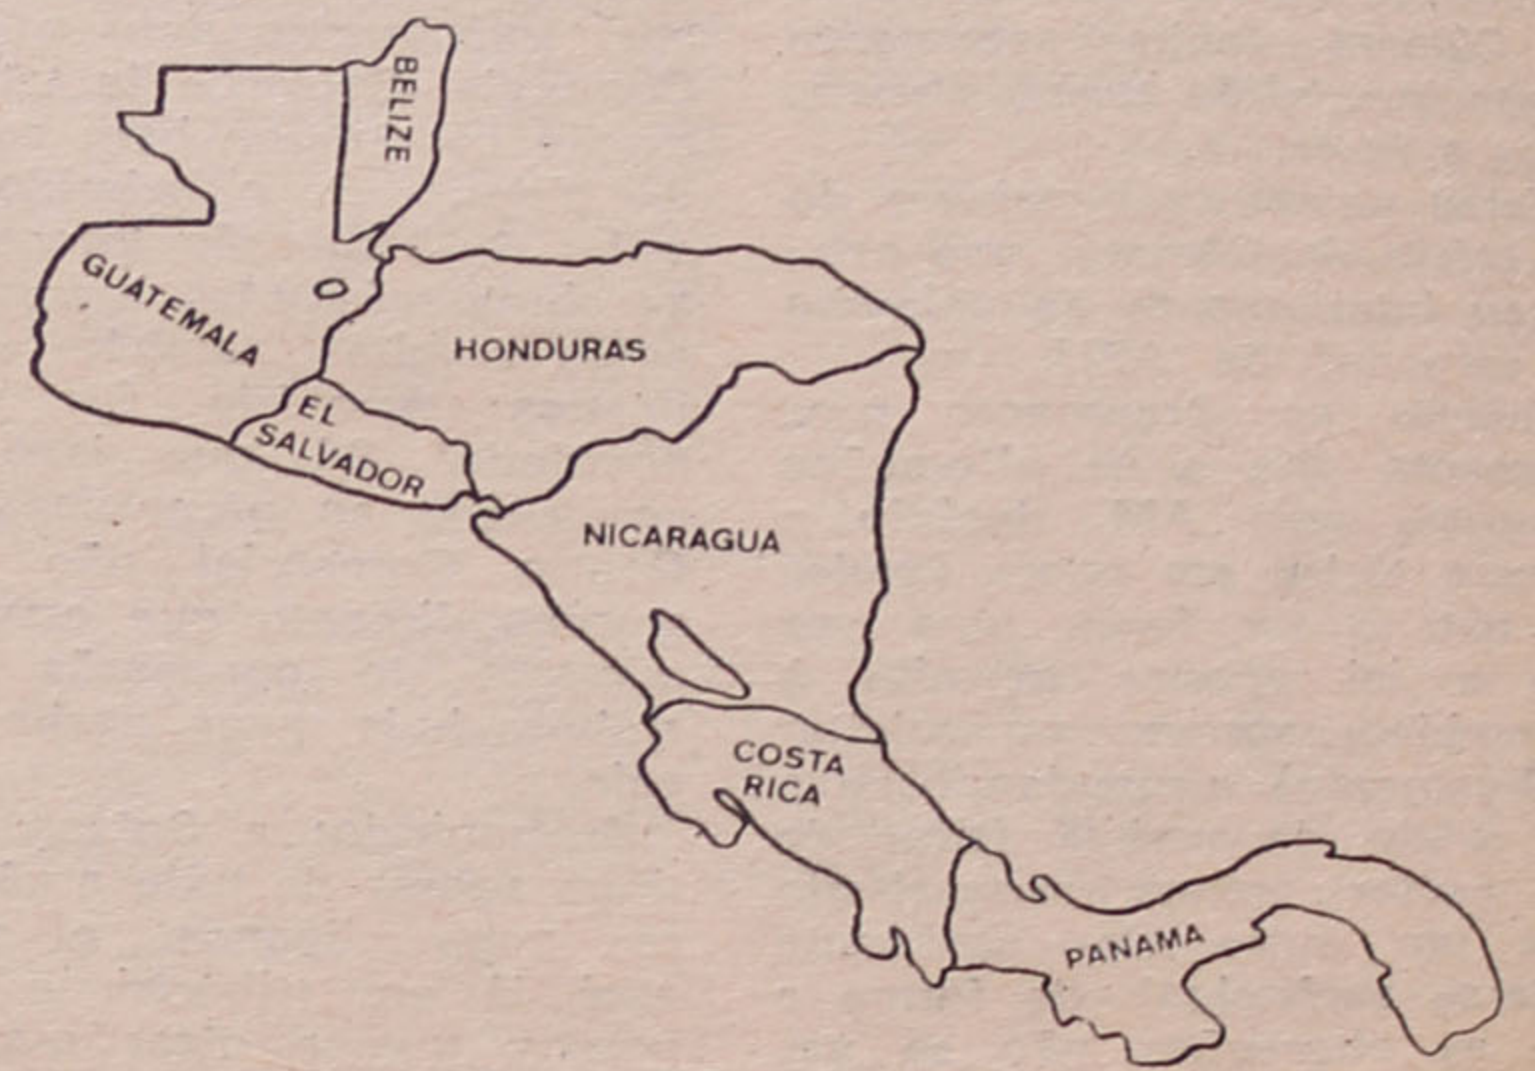 BELIZE
GUATEMALA
HONDURAS
EL
SALVADOR
NICARAGUA
COSTA
RICA
PANAMA